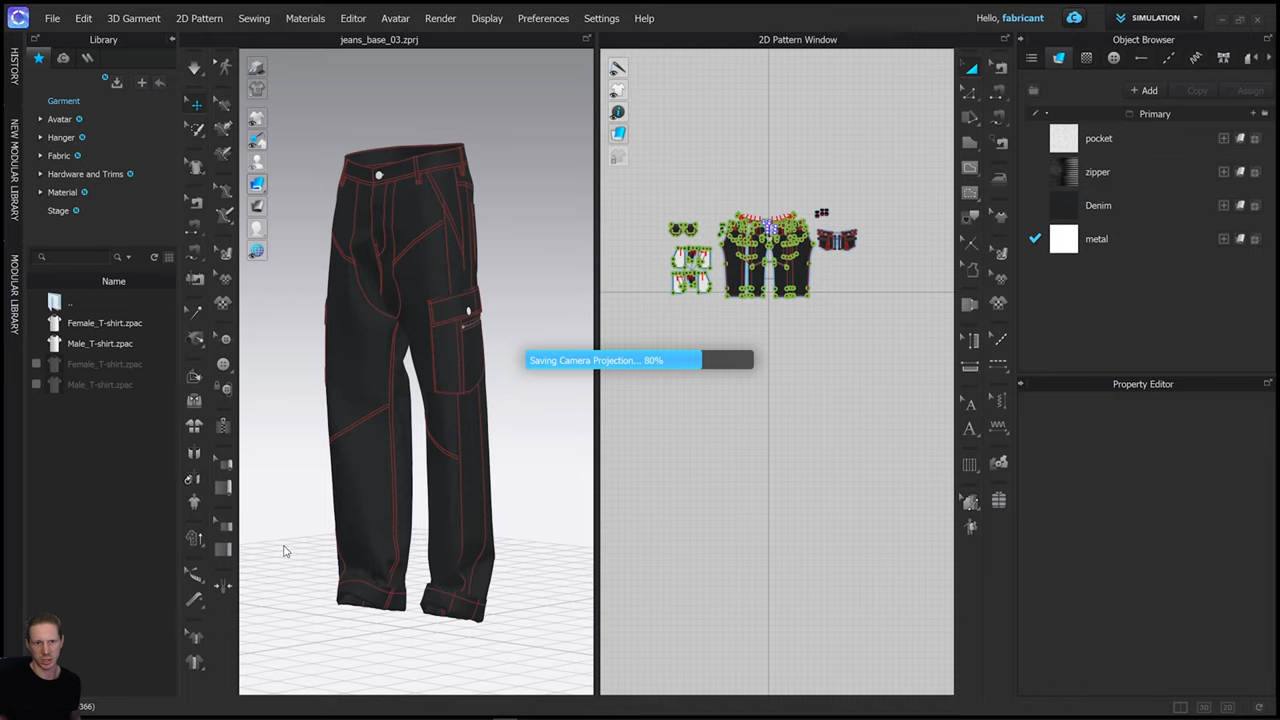 File Edit 3D Garment 2D Pattern Sewing Materials Editor Avatar Render Display Preferences Settings Help
Hello, fabricant
SIMULATION
Library
jeans_base_03.zprj
2D Pattern Window
Object Browser
HISTORY
NEW MODULAR LIBRARY
MODULAR LIBRARY
Garment
Avatar
Hanger
Fabric
Hardware and Trims
Material
Stage
Name
..
Female_T-shirt.zpac
Male_T-shirt.zpac
Female_T-shirt.zpac
Male_T-shirt.zpac
Saving Camera Projection... 80%
+ Add Copy Assign
Primary
pocket
zipper
Denim
metal
Property Editor
366)
3D 2D